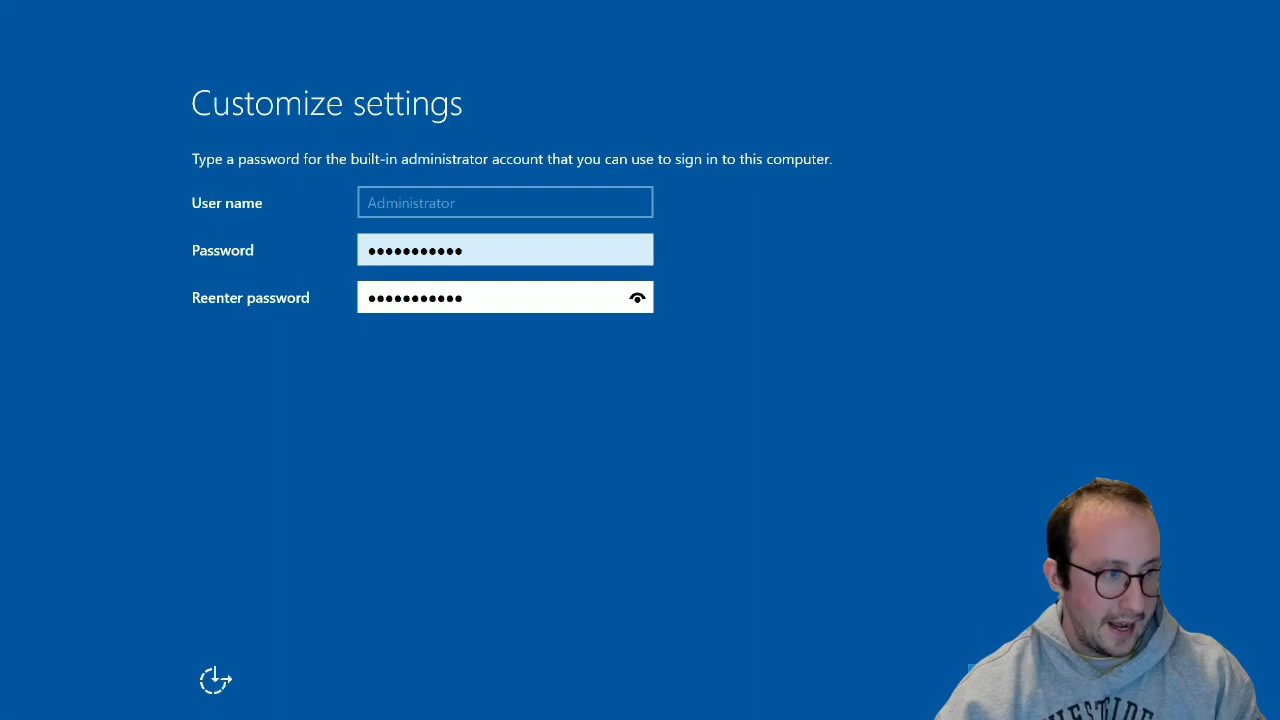 Customize settings
Type a password for the built-in administrator account that you can use to sign in to this computer.
User name
Administrator
Password
●●●●●●●●●●●
Reenter password
●●●●●●●●●●●